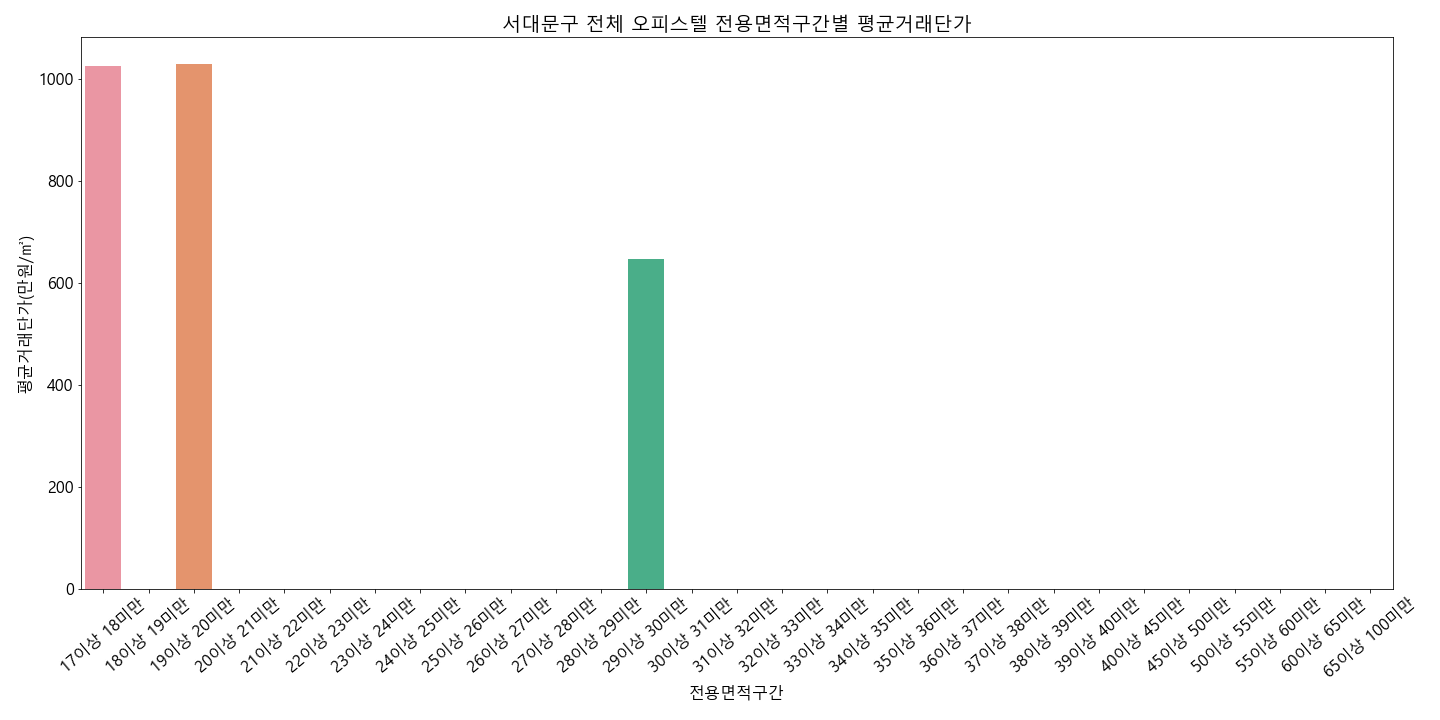 서대문구 전체 오피스텔 전용면적구간별 평균거래단가
평균거래단가(만원/㎡)
1000
800
600
400
200
0
17이상 18미만
18이상 19미만
19이상 20미만
20이상 21미만
21이상 22미만
22이상 23미만
23이상 24미만
24이상 25미만
25이상 26미만
26이상 27미만
27이상 28미만
28이상 29미만
29이상 30미만
30이상 31미만
31이상 32미만
32이상 33미만
33이상 34미만
34이상 35미만
35이상 36미만
36이상 37미만
37이상 38미만
38이상 39미만
39이상 40미만
40이상 45미만
45이상 50미만
50이상 55미만
55이상 60미만
60이상 65미만
65이상 100미만
전용면적구간